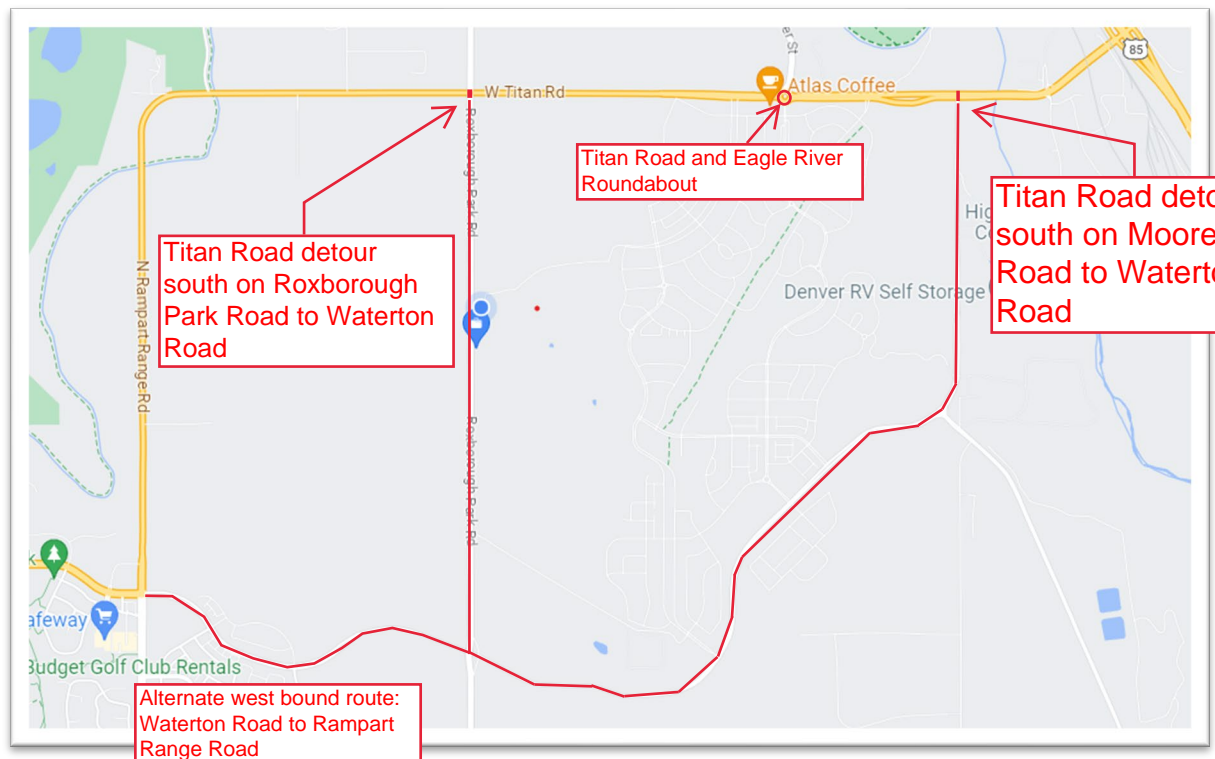 er St
85
W Titan Rd
Atlas Coffee
Roxborough Park Rd
Titan Road and Eagle River
Roundabout
Titan Road deto
south on Moore
Road to Waterto
Road
Hig
C
Titan Road detour
south on Roxborough
Park Road to Waterton
Road
N Rampart Range Rd
Denver RV Self Storage
Roxborough Park Rd
k
afeway
Budget Golf Club Rentals
Alternate west bound route:
Waterton Road to Rampart
Range Road